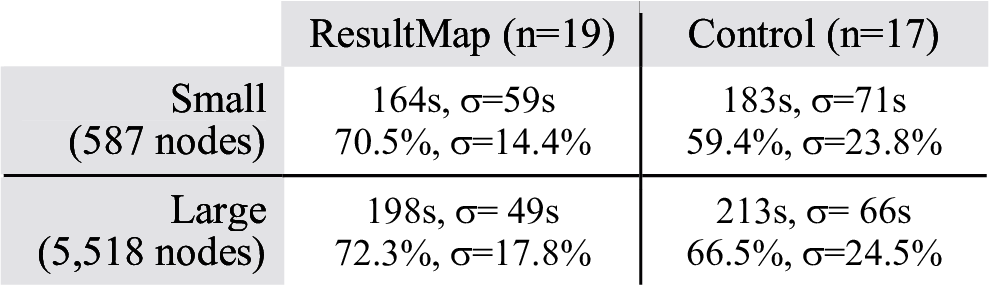 ResultMap (n=19) Control (n=17)
Small 164s, σ=59s 183s, σ=71s
(587 nodes) 70.5%, σ=14.4% 59.4%, σ=23.8%
Large 198s, σ= 49s 213s, σ= 66s
(5,518 nodes) 72.3%, σ=17.8% 66.5%, σ=24.5%